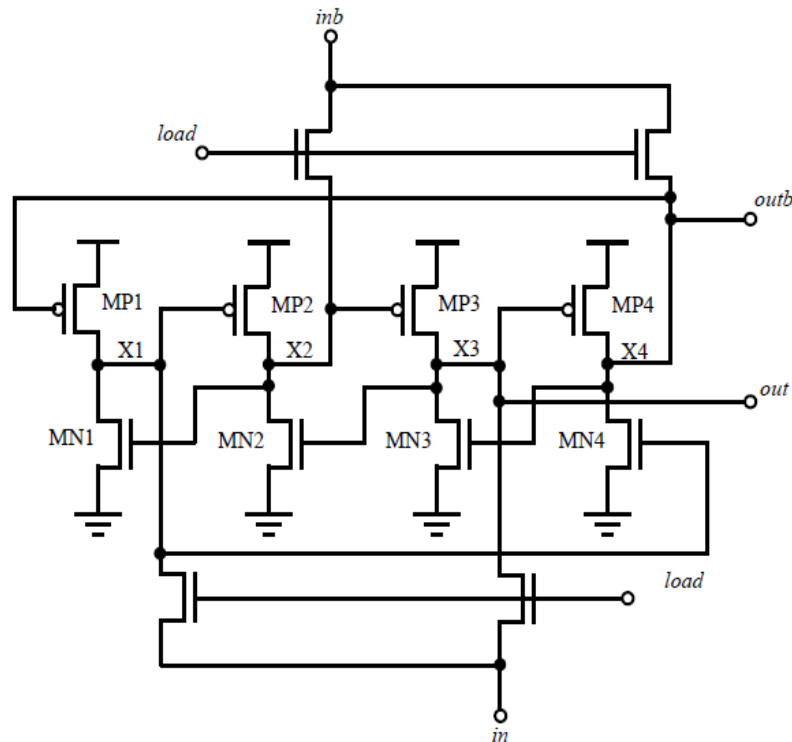 inb
load
outb
MP1
MP2
MP3
MP4
X1
X2
X3
X4
out
MN1
MN2
MN3
MN4
load
in